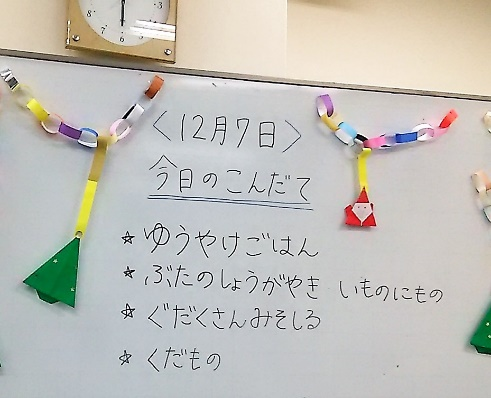 〈12月7日〉
今日のこんだて
☆ゆうやけごはん
☆ぶたのしょうがやき いものにもの
☆ぐだくさんみそしる
☆くだもの